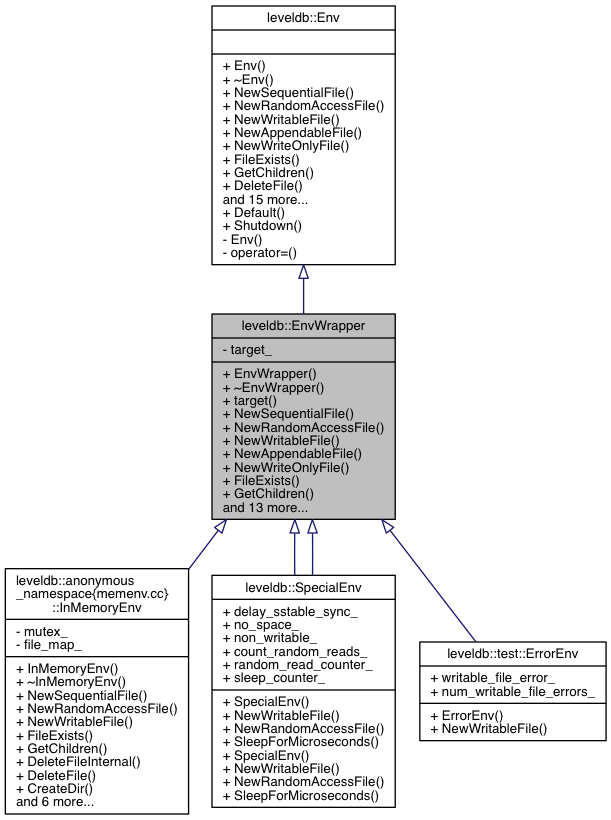 leveldb::Env
+ Env()
+ ~Env()
+ NewSequentialFile()
+ NewRandomAccessFile()
+ NewWritableFile()
+ NewAppendableFile()
+ NewWriteOnlyFile()
+ FileExists()
+ GetChildren()
+ DeleteFile()
and 15 more...
+ Default()
+ Shutdown()
- Env()
- operator=()
leveldb::EnvWrapper
- target_
+ EnvWrapper()
+ ~EnvWrapper()
+ target()
+ NewSequentialFile()
+ NewRandomAccessFile()
+ NewWritableFile()
+ NewAppendableFile()
+ NewWriteOnlyFile()
+ FileExists()
+ GetChildren()
and 13 more...
leveldb::anonymous
_namespace{memenv.cc}
::InMemoryEnv
- mutex_
- file_map_
+ InMemoryEnv()
+ ~InMemoryEnv()
+ NewSequentialFile()
+ NewRandomAccessFile()
+ NewWritableFile()
+ FileExists()
+ GetChildren()
+ DeleteFileInternal()
+ DeleteFile()
+ CreateDir()
and 6 more...
leveldb::SpecialEnv
+ delay_sstable_sync_
+ no_space_
+ non_writable_
+ count_random_reads_
+ random_read_counter_
+ sleep_counter_
+ SpecialEnv()
+ NewWritableFile()
+ NewRandomAccessFile()
+ SleepForMicroseconds()
+ SpecialEnv()
+ NewWritableFile()
+ NewRandomAccessFile()
+ SleepForMicroseconds()
leveldb::test::ErrorEnv
+ writable_file_error_
+ num_writable_file_errors_
+ ErrorEnv()
+ NewWritableFile()